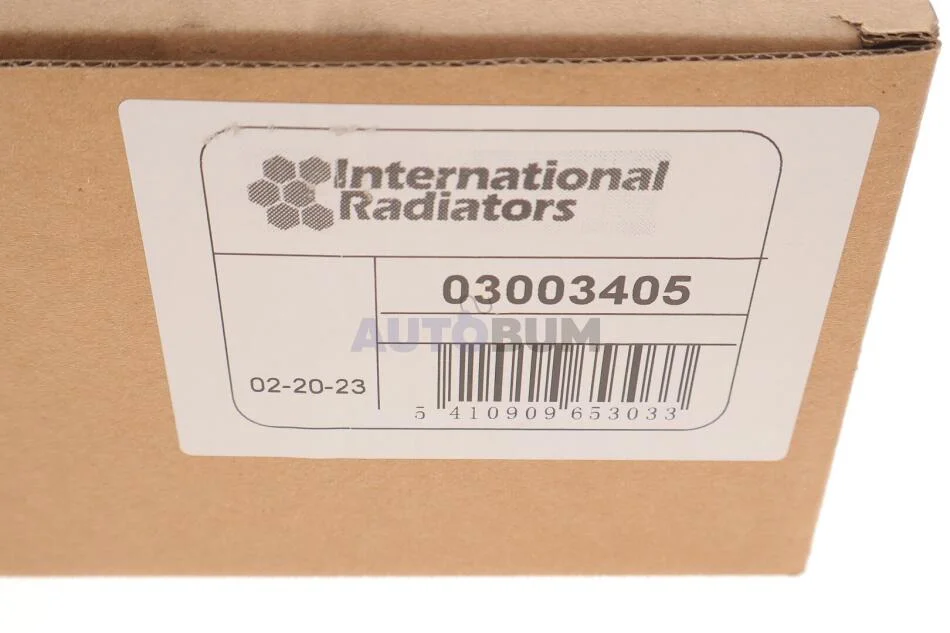 International
Radiators
03003405
AUTOBUM
02-20-23
5 410909 653033